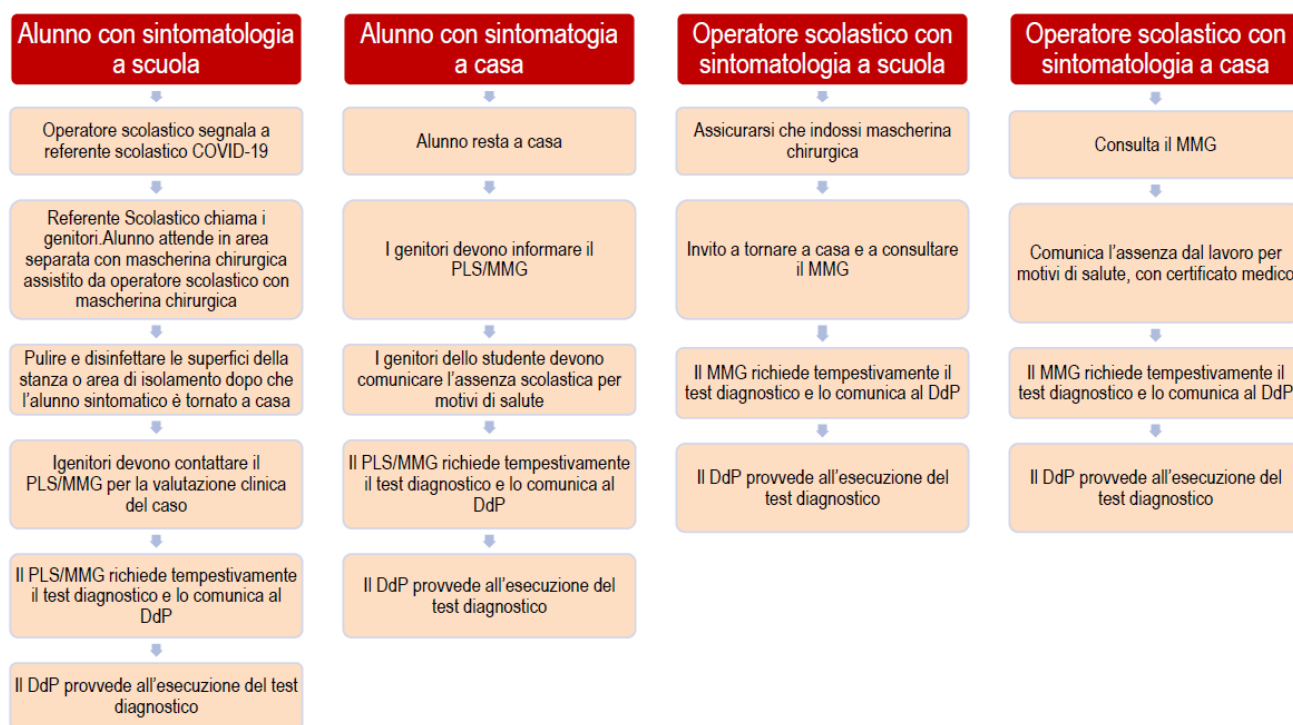 Alunno con sintomatologia
a scuola
Operatore scolastico segnala a
referente scolastico COVID-19
Referente Scolastico chiama i
genitori.Alunno attende in area
separata con mascherina chirurgica
assistito da operatore scolastico con
mascherina chirurgica
Pulire e disinfettare le superfici della
stanza o area di isolamento dopo che
l'alunno sintomatico è tornato a casa
Igenitori devono contattare il
PLS/MMG per la valutazione clinica
del caso
Il PLS/MMG richiede tempestivamente
il test diagnostico e lo comunica al
DdP
Il DdP provvede all'esecuzione del test
diagnostico
Alunno con sintomatogia
a casa
Alunno resta a casa
I genitori devono informare il
PLS/MMG
I genitori dello studente devono
comunicare l'assenza scolastica per
motivi di salute
Il PLS/MMG richiede tempestivamente
il test diagnostico e lo comunica al
DdP
Il DdP provvede all'esecuzione del
test diagnostico
Operatore scolastico con
sintomatologia a scuola
Assicurarsi che indossi mascherina
chirurgica
Invito a tornare a casa e a consultare
il MMG
Il MMG richiede tempestivamente il
test diagnostico e lo comunica al DdP
Il DdP provvede all'esecuzione del
test diagnostico
Operatore scolastico con
sintomatologia a casa
Consulta il MMG
Comunica l'assenza dal lavoro per
motivi di salute, con certificato medico
Il MMG richiede tempestivamente il
test diagnostico e lo comunica al DdP
Il DdP provvede all'esecuzione del
test diagnostico